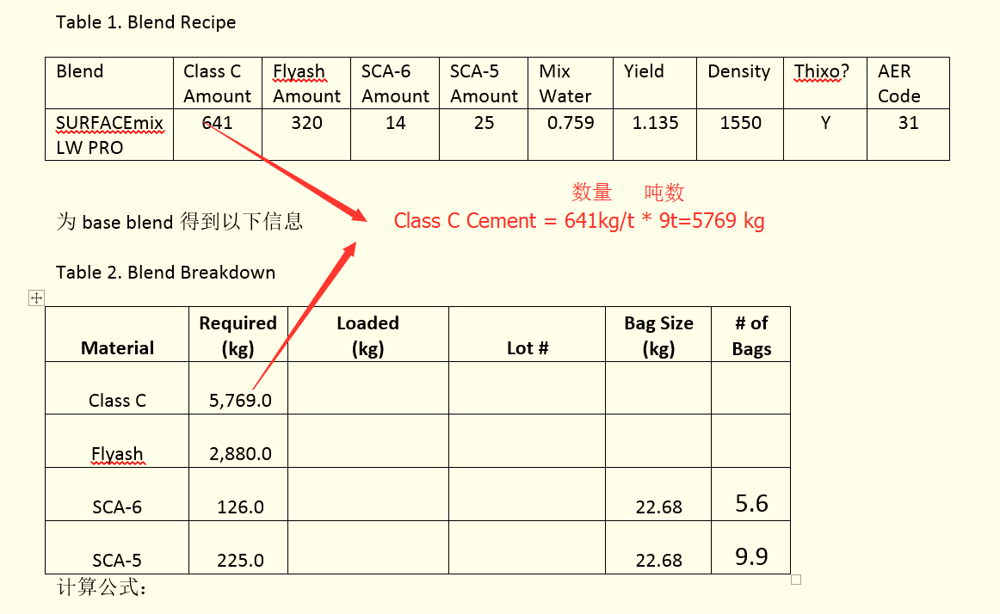 Table 1. Blend Recipe
Blend Class C Amount Flyash Amount SCA-6 Amount SCA-5 Amount Mix Water Yield Density Thixo? AER Code
SURFACEmix LW PRO 641 320 14 25 0.759 1.135 1550 Y 31
数量 吨数
为 base blend 得到以下信息 Class C Cement = 641kg/t * 9t=5769 kg
Table 2. Blend Breakdown
Material Required (kg) Loaded (kg) Lot # Bag Size (kg) # of Bags
Class C 5,769.0
Flyash 2,880.0
SCA-6 126.0 22.68 5.6
SCA-5 225.0 22.68 9.9
计算公式：